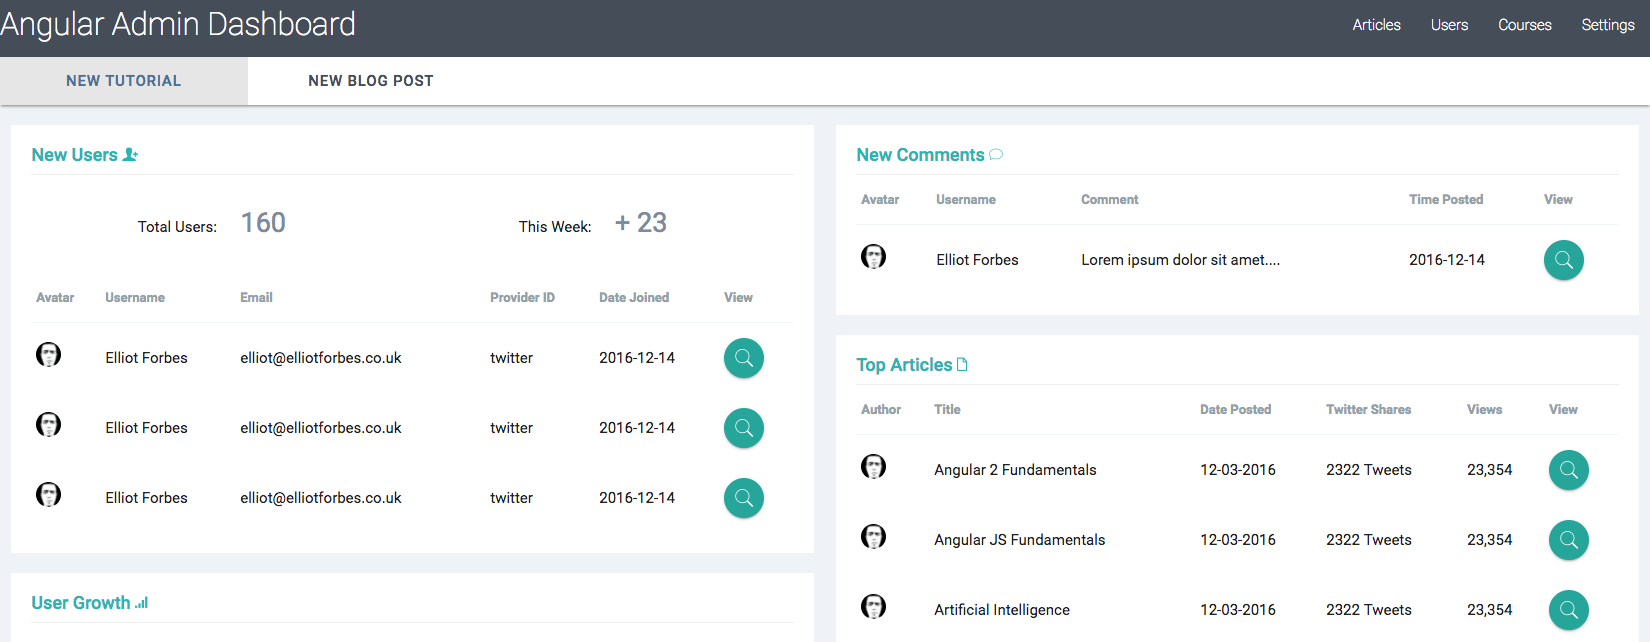 Angular Admin Dashboard
Articles Users Courses Settings
NEW TUTORIAL NEW BLOG POST
New Users
Total Users: 160 This Week: + 23
Avatar Username Email Provider ID Date Joined View
Elliot Forbes elliot@elliotforbes.co.uk twitter 2016-12-14
Elliot Forbes elliot@elliotforbes.co.uk twitter 2016-12-14
Elliot Forbes elliot@elliotforbes.co.uk twitter 2016-12-14
User Growth
New Comments
Avatar Username Comment Time Posted View
Elliot Forbes Lorem ipsum dolor sit amet.... 2016-12-14
Top Articles
Author Title Date Posted Twitter Shares Views View
Angular 2 Fundamentals 12-03-2016 2322 Tweets 23,354
Angular JS Fundamentals 12-03-2016 2322 Tweets 23,354
Artificial Intelligence 12-03-2016 2322 Tweets 23,354